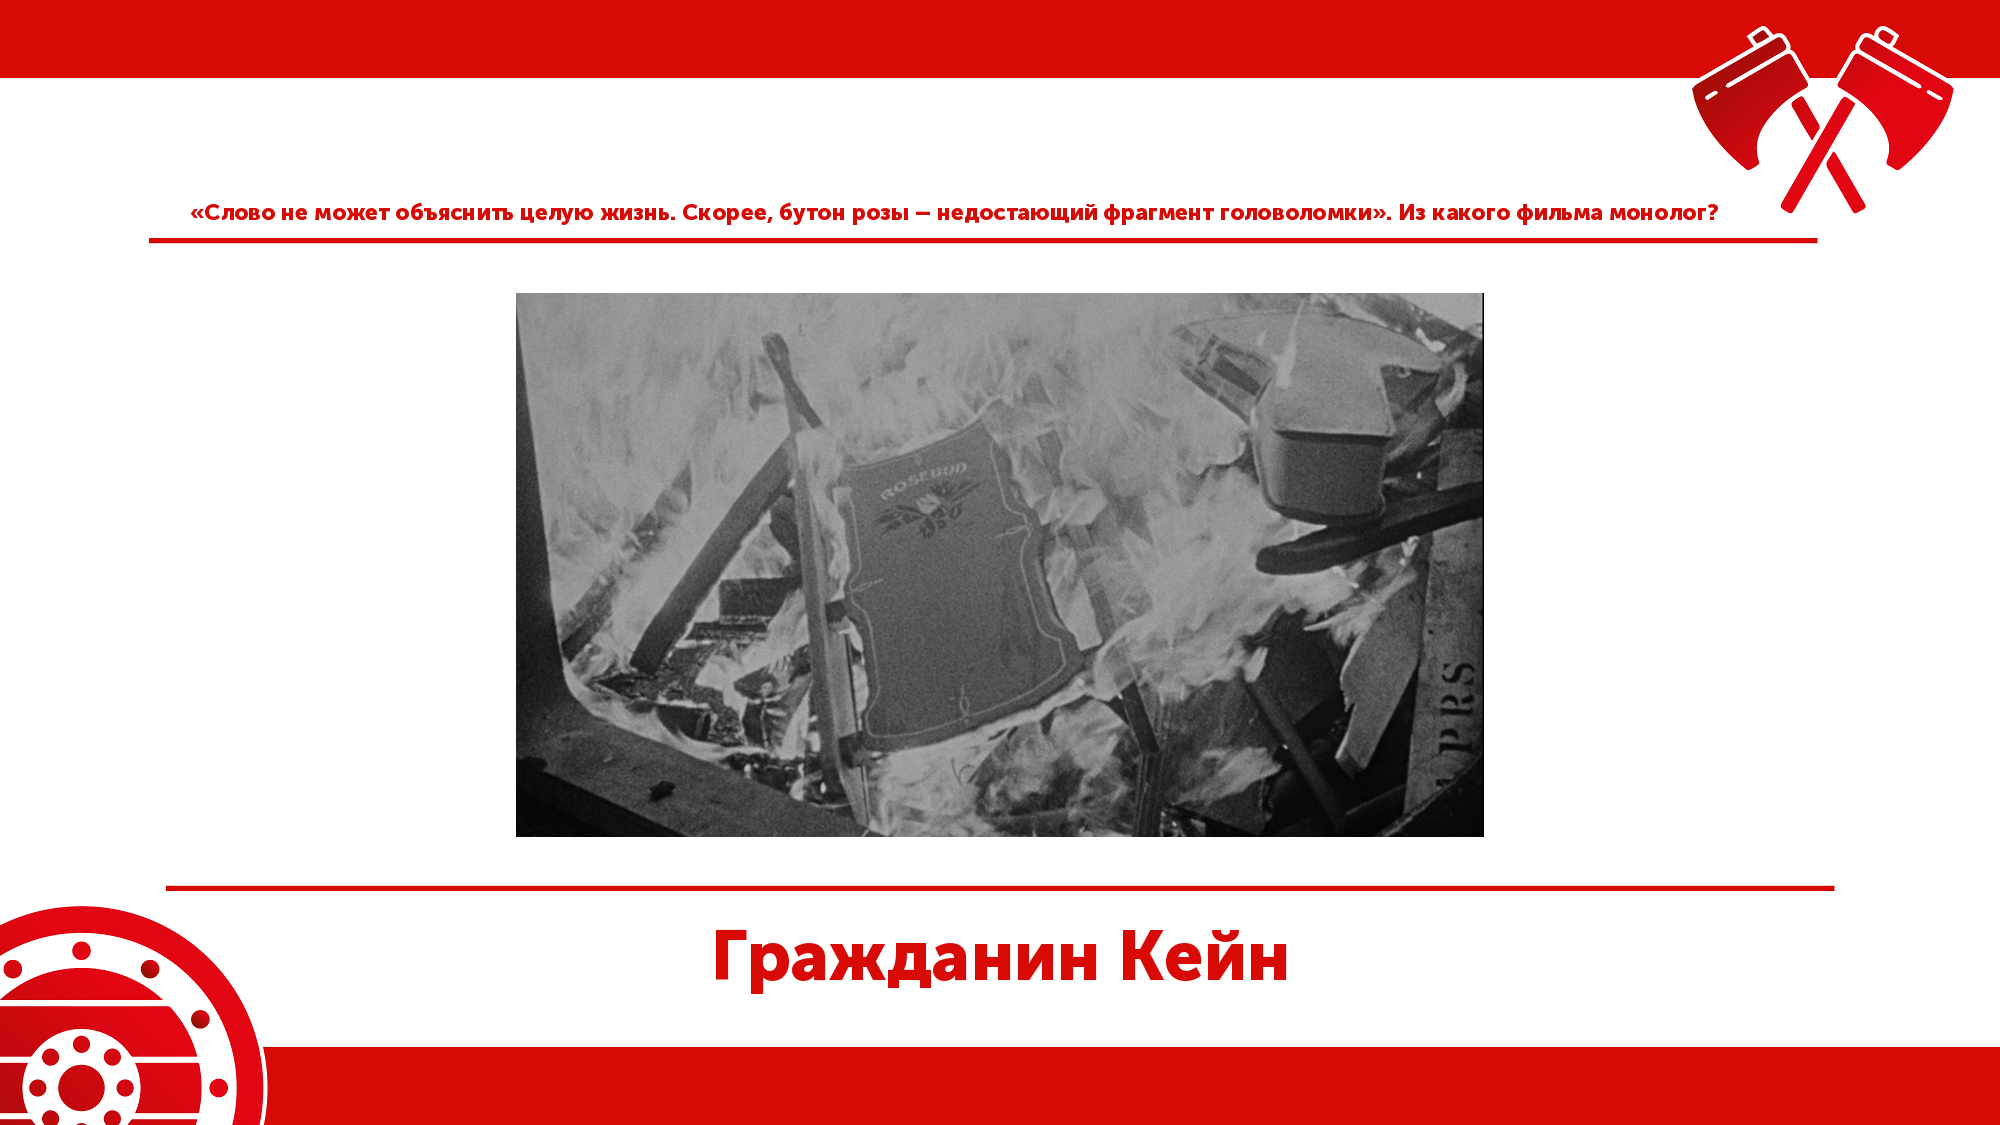 «Слово не может объяснить целую жизнь. Скорее, бутон розы – недостающий фрагмент головоломки». Из какого фильма монолог?
ROSEBUD
PRS
Гражданин Кейн